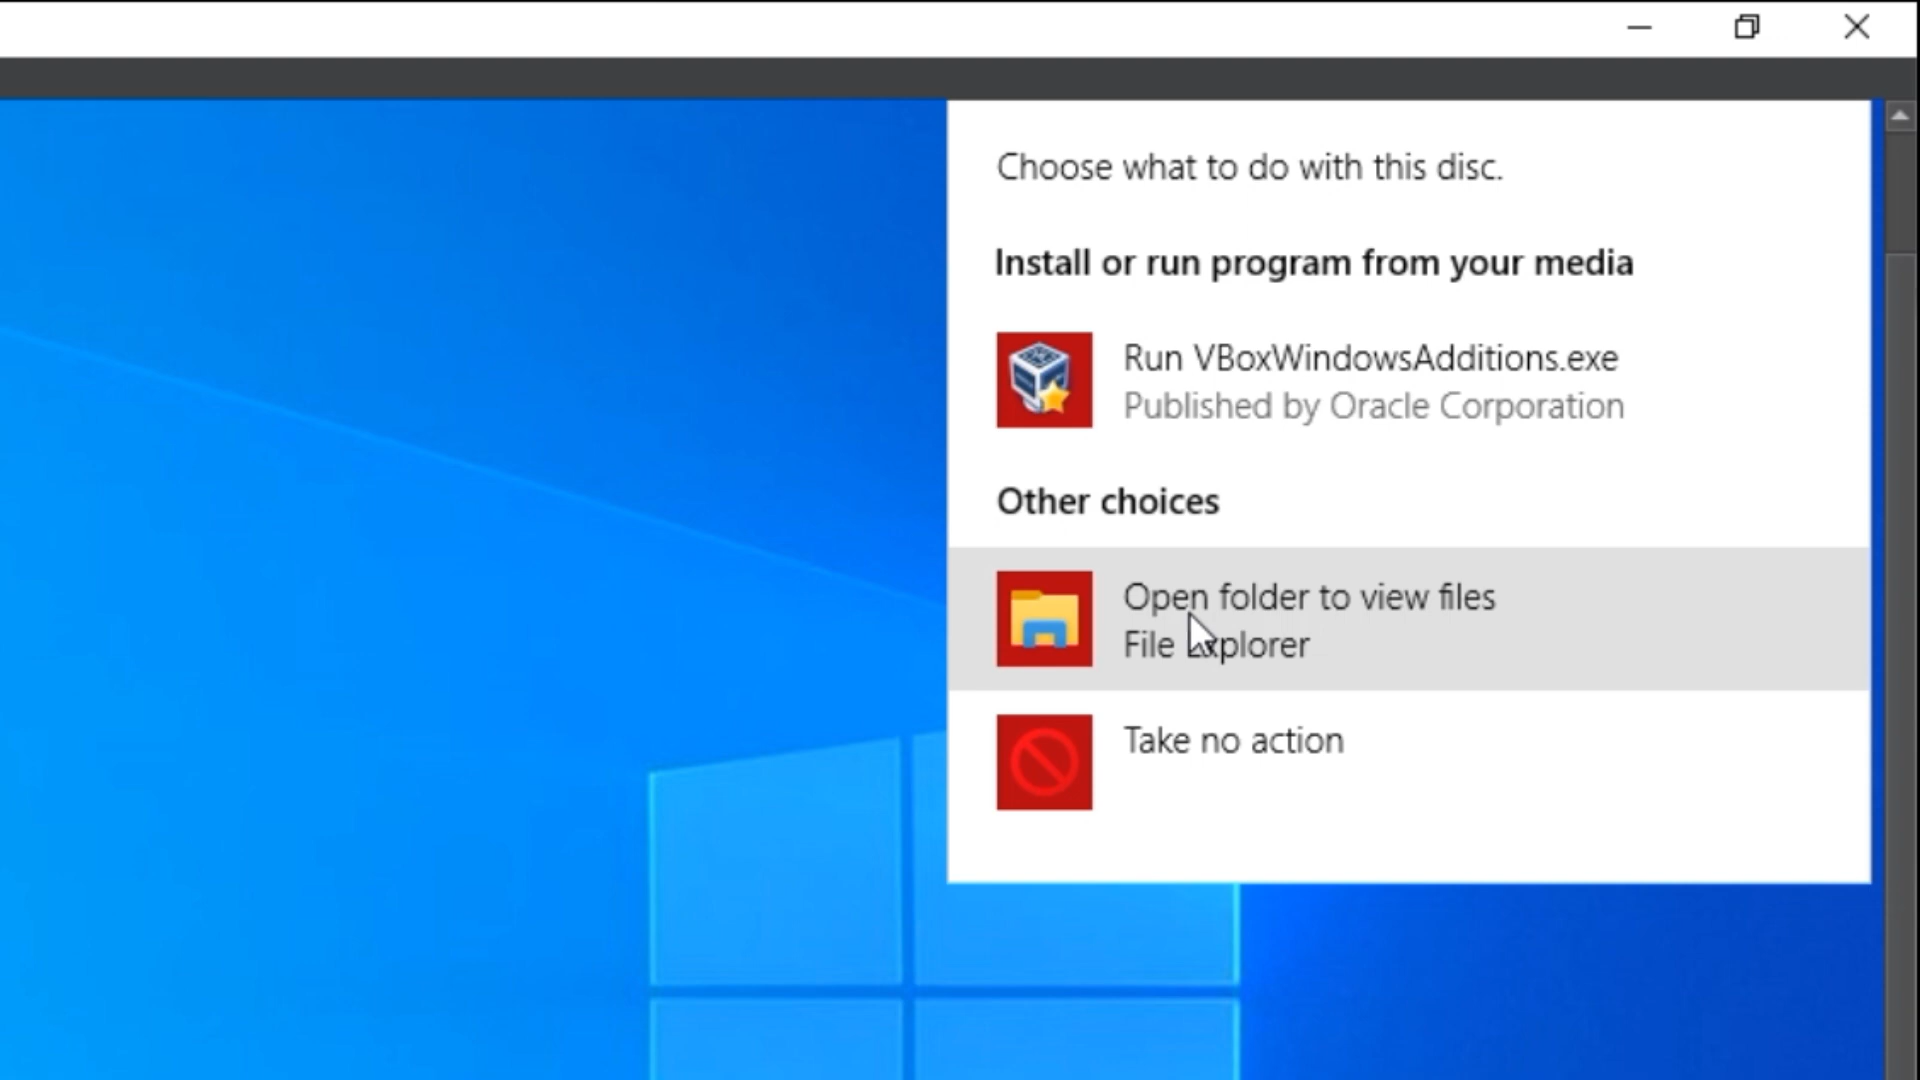 Choose what to do with this disc.
Install or run program from your media
Run VBoxWindowsAdditions.exe
Published by Oracle Corporation
Other choices
Open folder to view files
File Explorer
Take no action